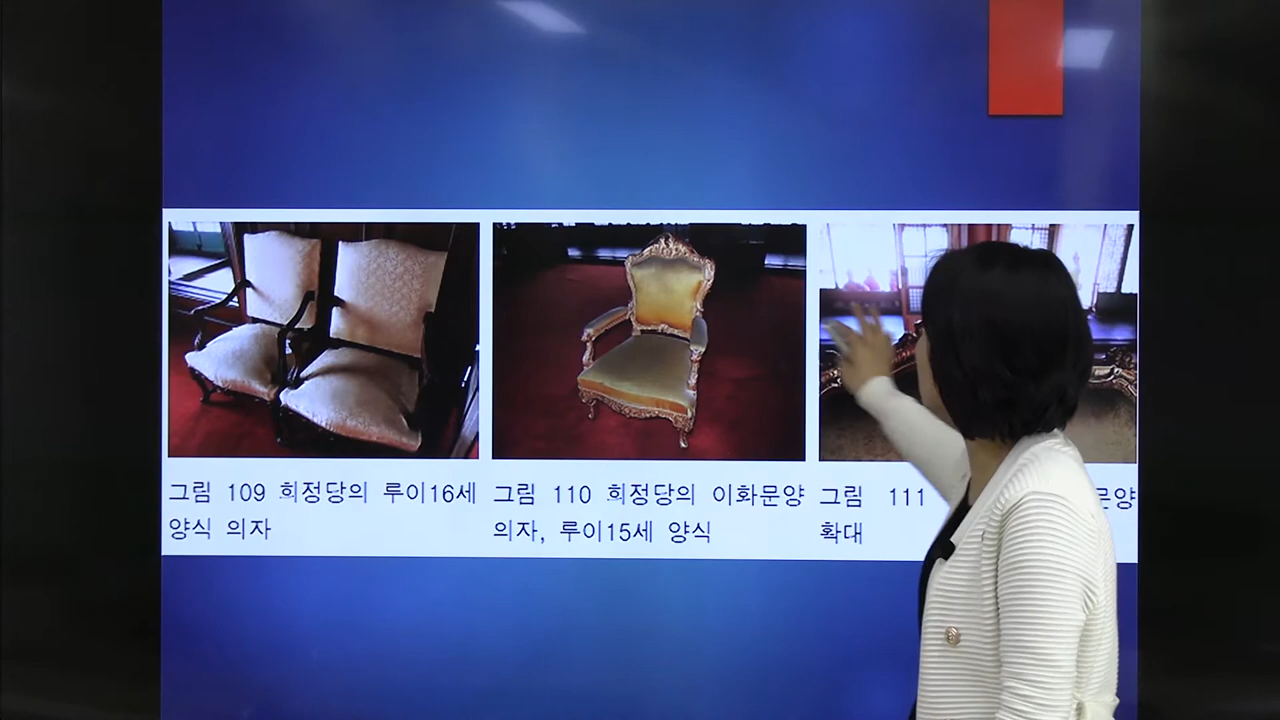 그림 109 희정당의 루이16세
양식 의자
그림 110 희정당의 이화문양
의자, 루이15세 양식
그림 111
확대